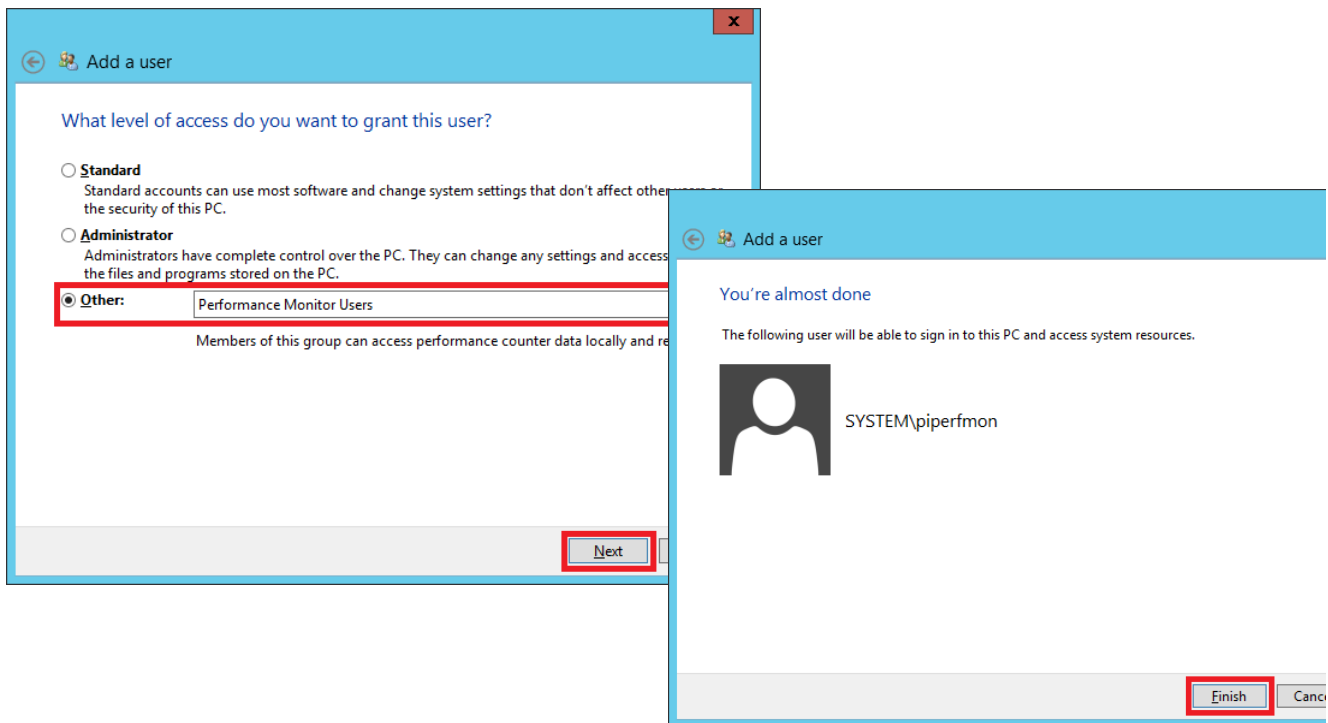 x
Add a user
What level of access do you want to grant this user?
Standard
Standard accounts can use most software and change system settings that don't affect other
the security of this PC.
Administrator
Administrators have complete control over the PC. They can change any settings and access
the files and programs stored on the PC.
Other:
Performance Monitor Users
Members of this group can access performance counter data locally and re
Next
Add a user
You're almost done
The following user will be able to sign in to this PC and access system resources.
SYSTEM\piperfmon
Finish
Cance